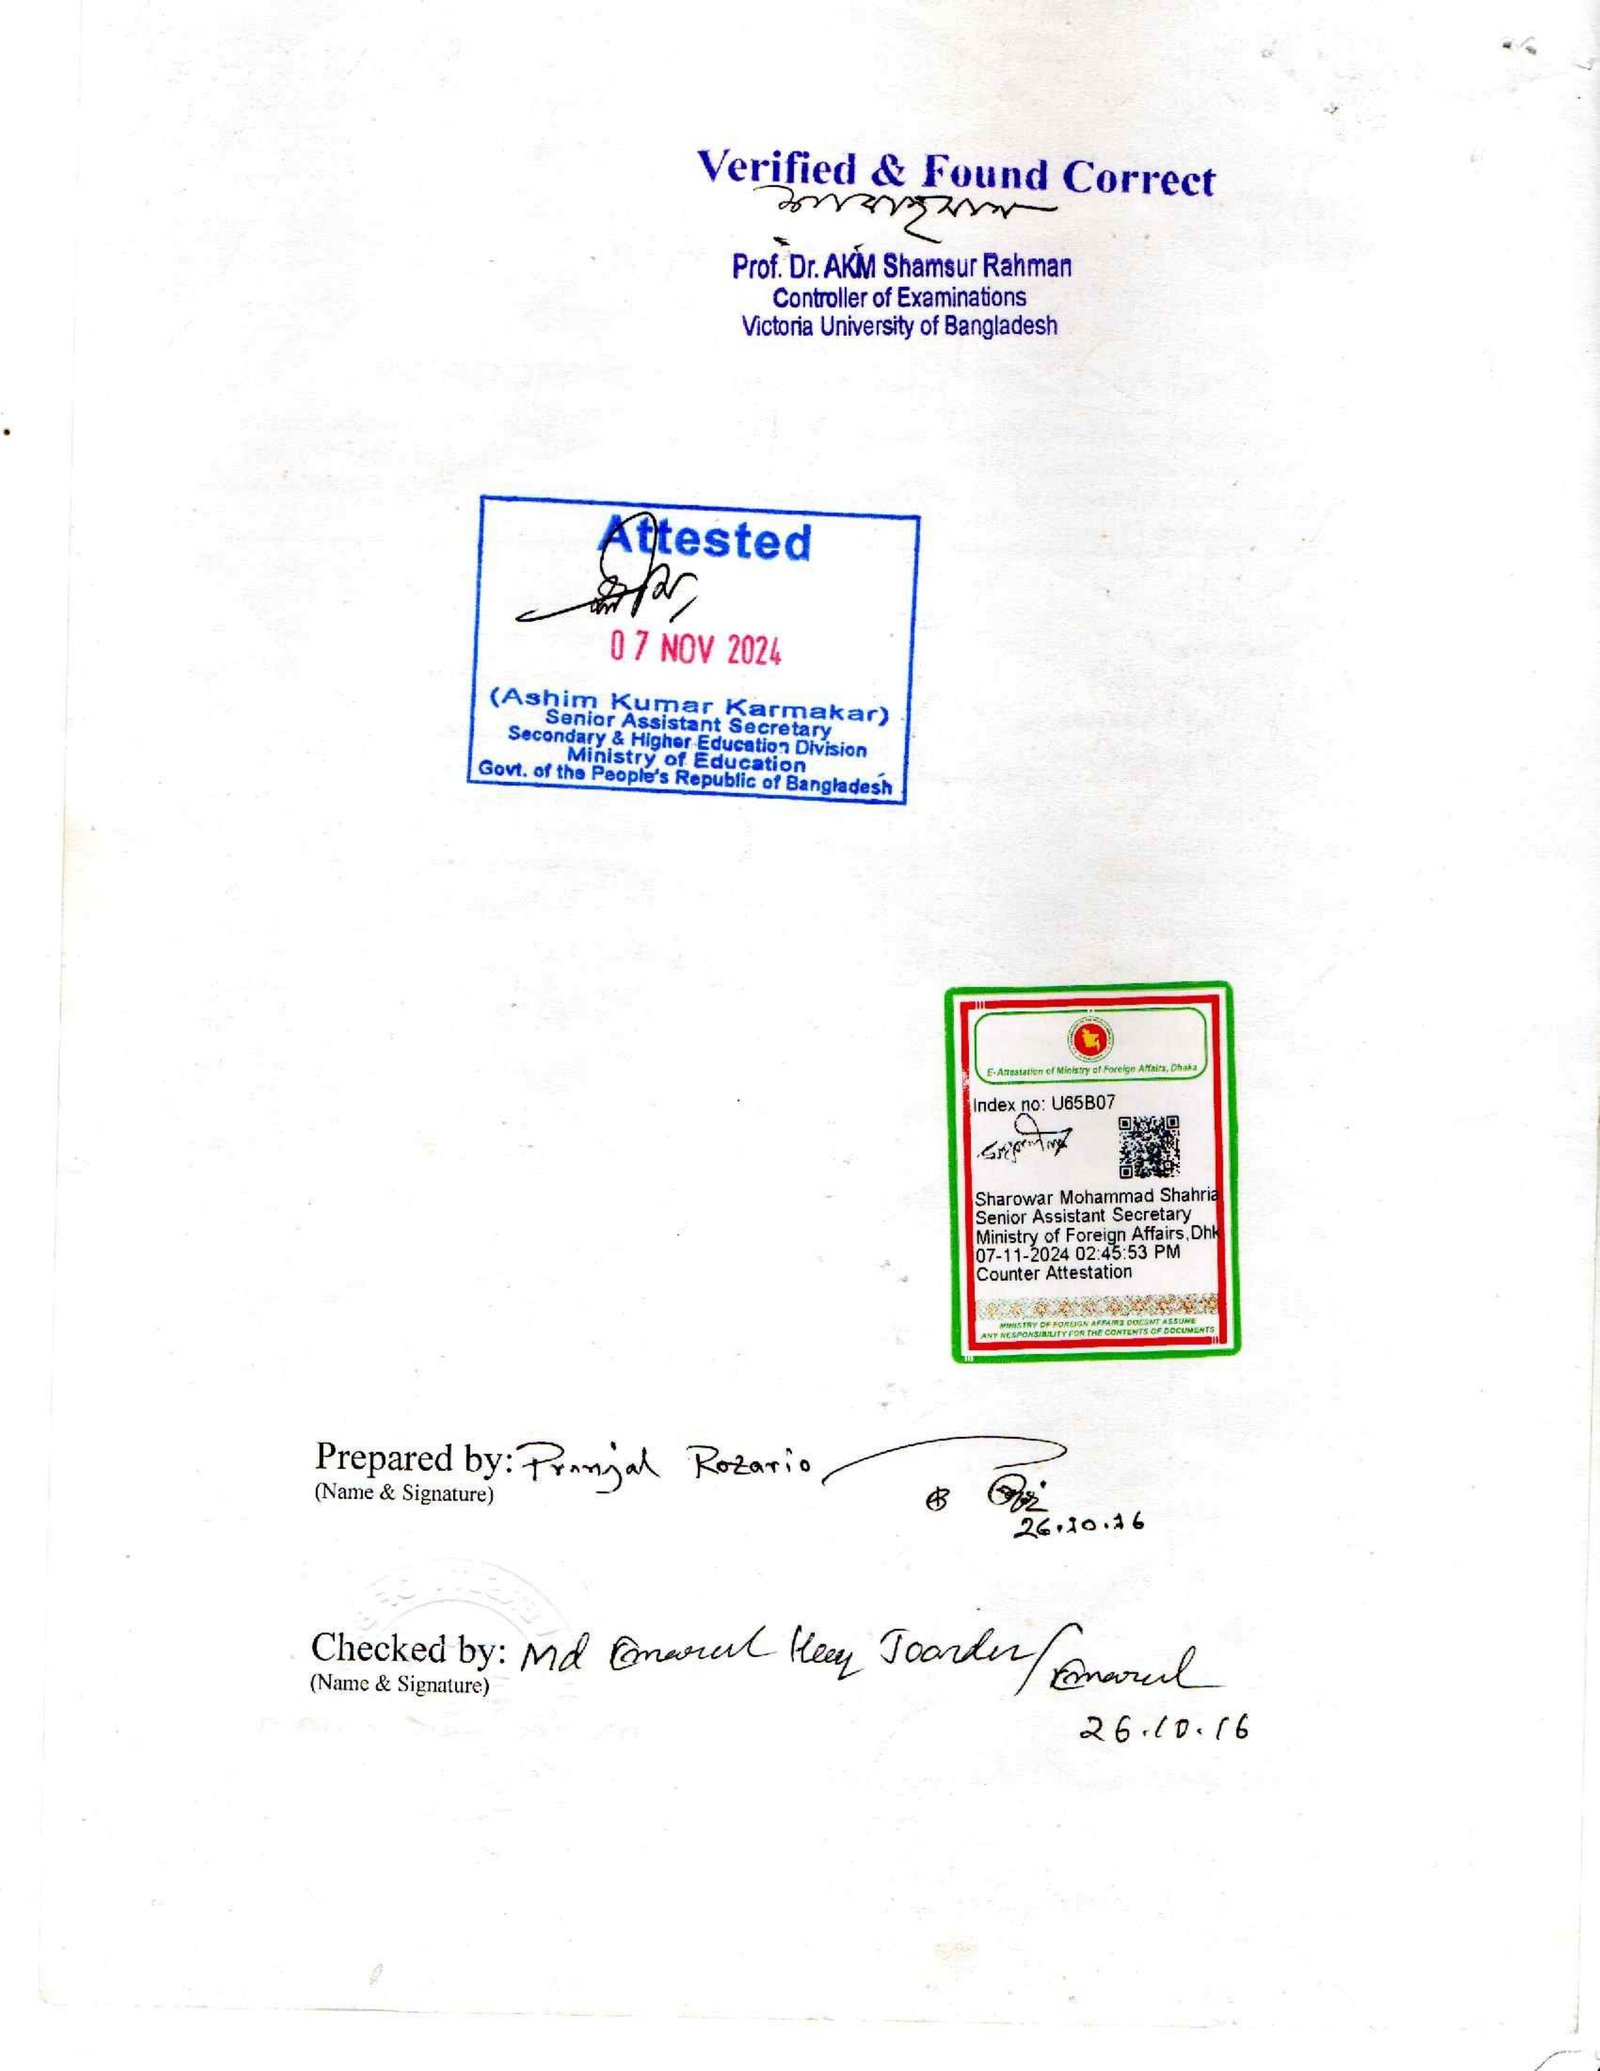 Verified & Found Correct
Prof. Dr. AKM Shamsur Rahman
Controller of Examinations
Victoria University of Bangladesh
Attested
07 NOV 2024
(Ashim Kumar Karmakar)
Senior Assistant Secretary
Secondary & Higher Education Division
Ministry of Education
Govt. of the People's Republic of Bangladesh
E-Attestation of Ministry of Foreign Affairs, Dhaka
Index no: U65B07
Sharowar Mohammad Shahria
Senior Assistant Secretary
Ministry of Foreign Affairs,Dhk
07-11-2024 02:45:53 PM
Counter Attestation
MINISTRY OF FOREIGN AFFAIRS DOESNT ASSUME
ANY RESPONSIBILITY FOR THE CONTENTS OF DOCUMENTS
Prepared by: Pranjal Rozario
(Name & Signature)
26.10.16
Checked by: Md Emarul Joarder/Emarul
(Name & Signature)
26.10.16